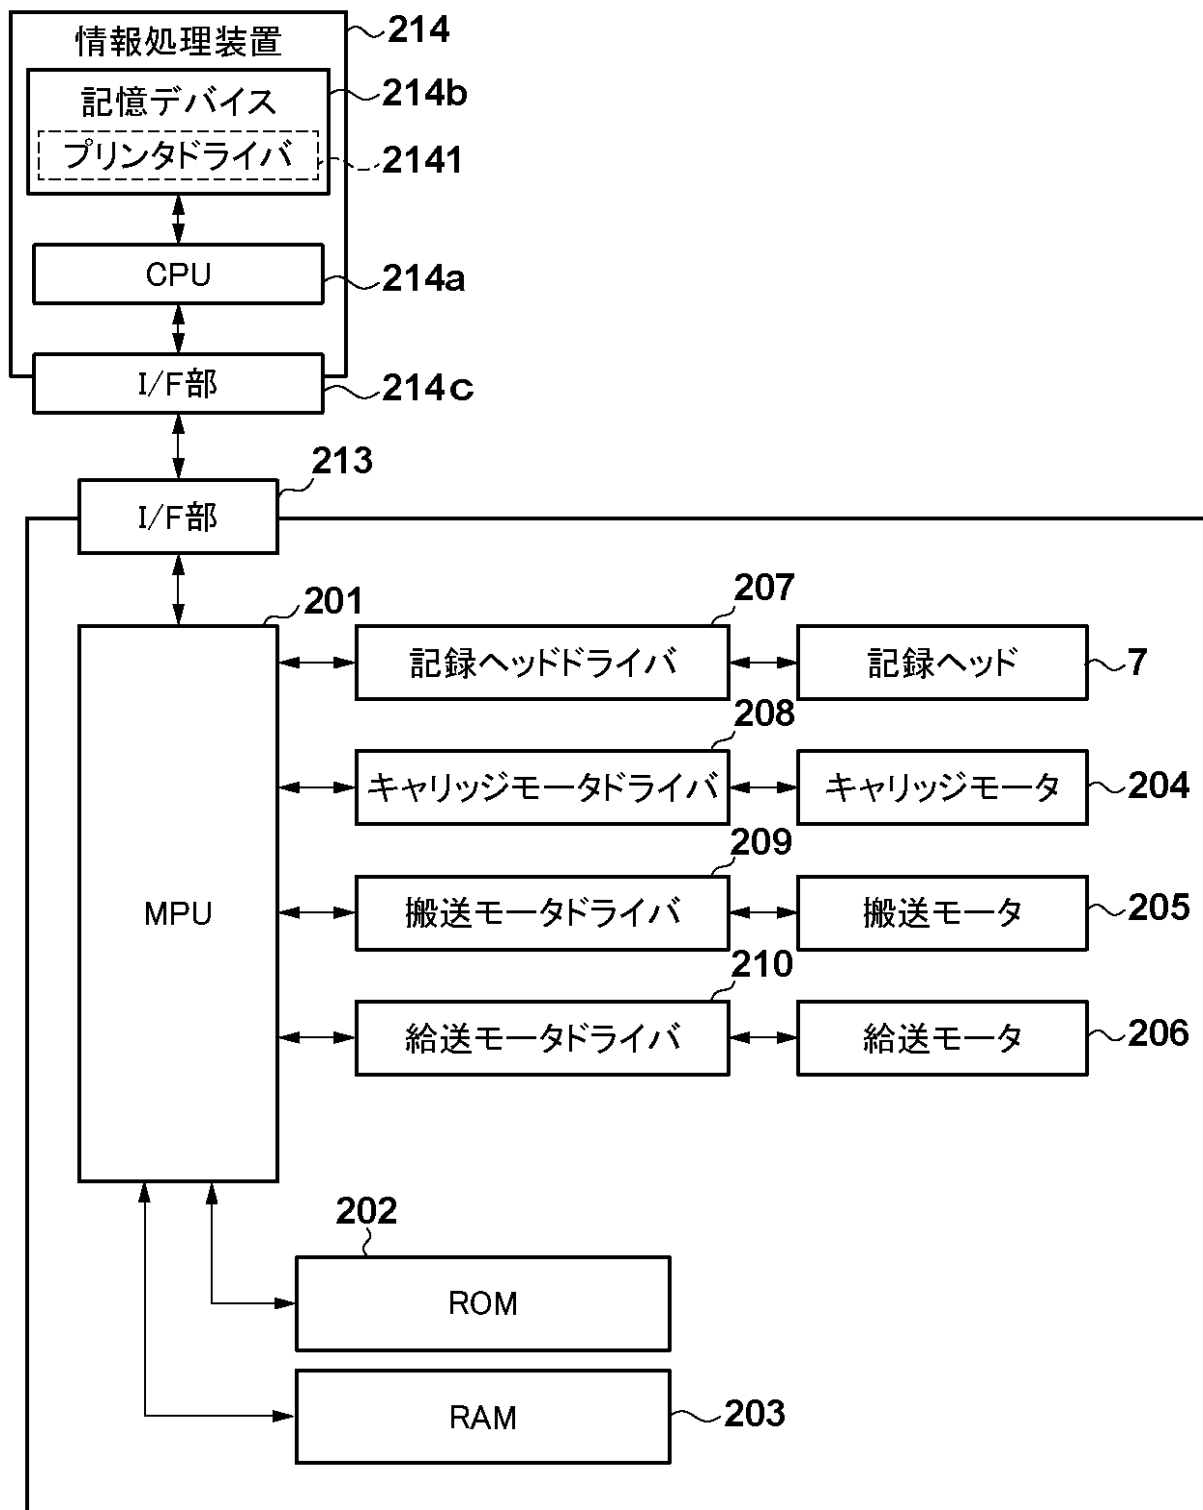 情報処理装置
214
記憶デバイス
214b
プリンタドライバ
2141
CPU
214a
I/F部
214c
213
I/F部
201
207
記録ヘッドドライバ
記録ヘッド
7
208
キャリッジモータドライバ
キャリッジモータ
204
209
MPU
搬送モータドライバ
搬送モータ
205
210
給送モータドライバ
給送モータ
206
202
ROM
RAM
203